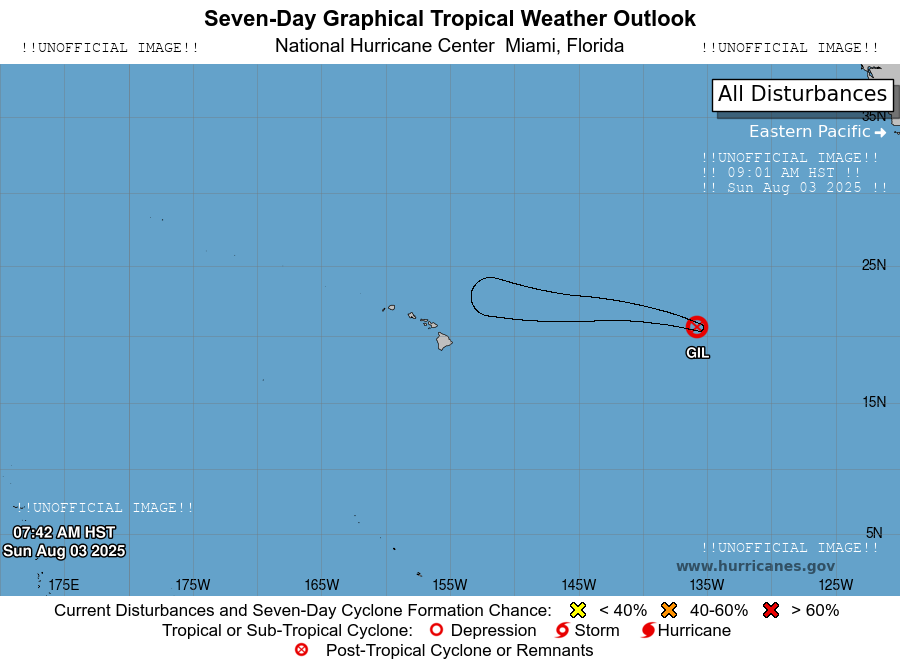 Seven-Day Graphical Tropical Weather Outlook
!!UNOFFICIAL IMAGE!! National Hurricane Center Miami, Florida !!UNOFFICIAL IMAGE!!
All Disturbances
35N
Eastern Pacific
!!UNOFFICIAL IMAGE!!
!! 09:01 AM HST !!
!! Sun Aug 03 2025 !!
25N
GIL
15N
!!UNOFFICIAL IMAGE!!
07:42 AM HST
Sun Aug 03 2025
5N
!!UNOFFICIAL IMAGE!!
www.hurricanes.gov
175E 175W 165W 155W 145W 135W 125W
Current Disturbances and Seven-Day Cyclone Formation Chance: < 40% 40-60% > 60%
Tropical or Sub-Tropical Cyclone: Depression Storm Hurricane
Post-Tropical Cyclone or Remnants